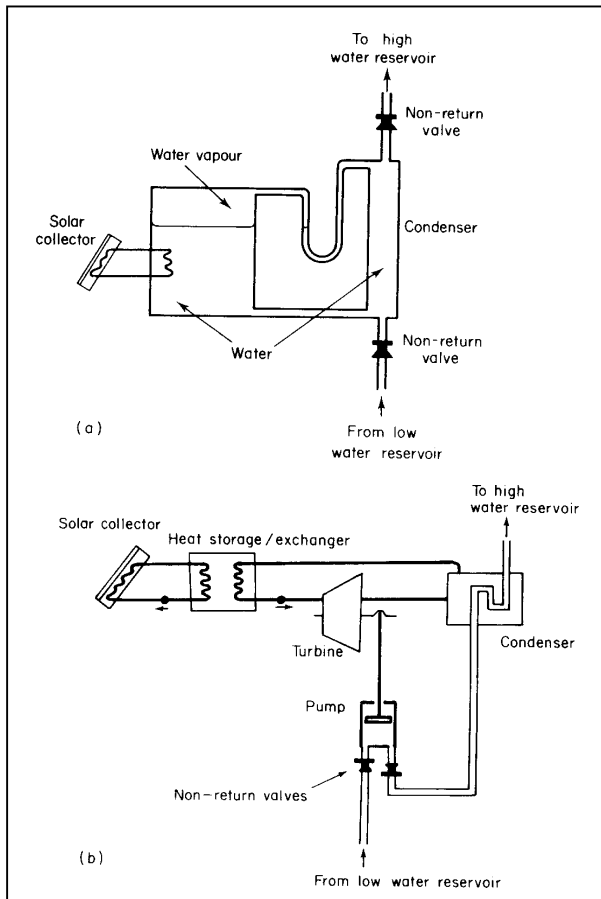 To high
water reservoir
Non-return
valve
Water vapour
Solar
collector
Condenser
Water
Non-return
valve
(a)
From low
water reservoir
To high
water reservoir
Solar collector
Heat storage/exchanger
Condenser
Turbine
Pump
Non-return valves
(b)
From low water reservoir